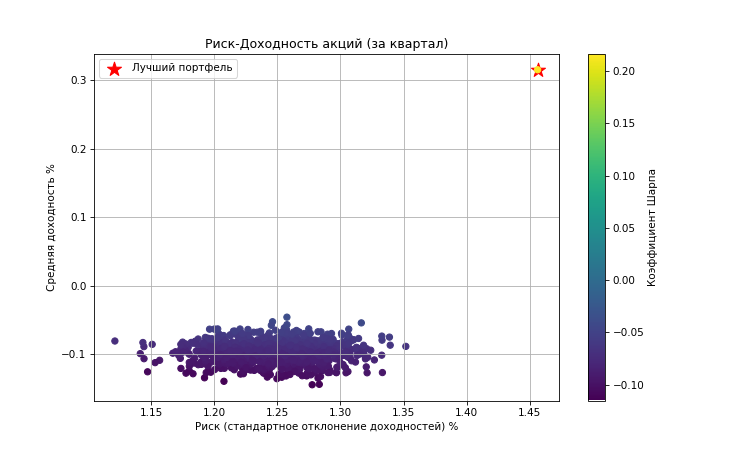 Риск-Доходность акций (за квартал)
Лучший портфель
Средняя доходность %
0.3
0.2
0.1
0.0
−0.1
1.15 1.20 1.25 1.30 1.35 1.40 1.45
Риск (стандартное отклонение доходностей) %
0.20
0.15
0.10
0.05
0.00
−0.05
−0.10
Коэффициент Шарпа